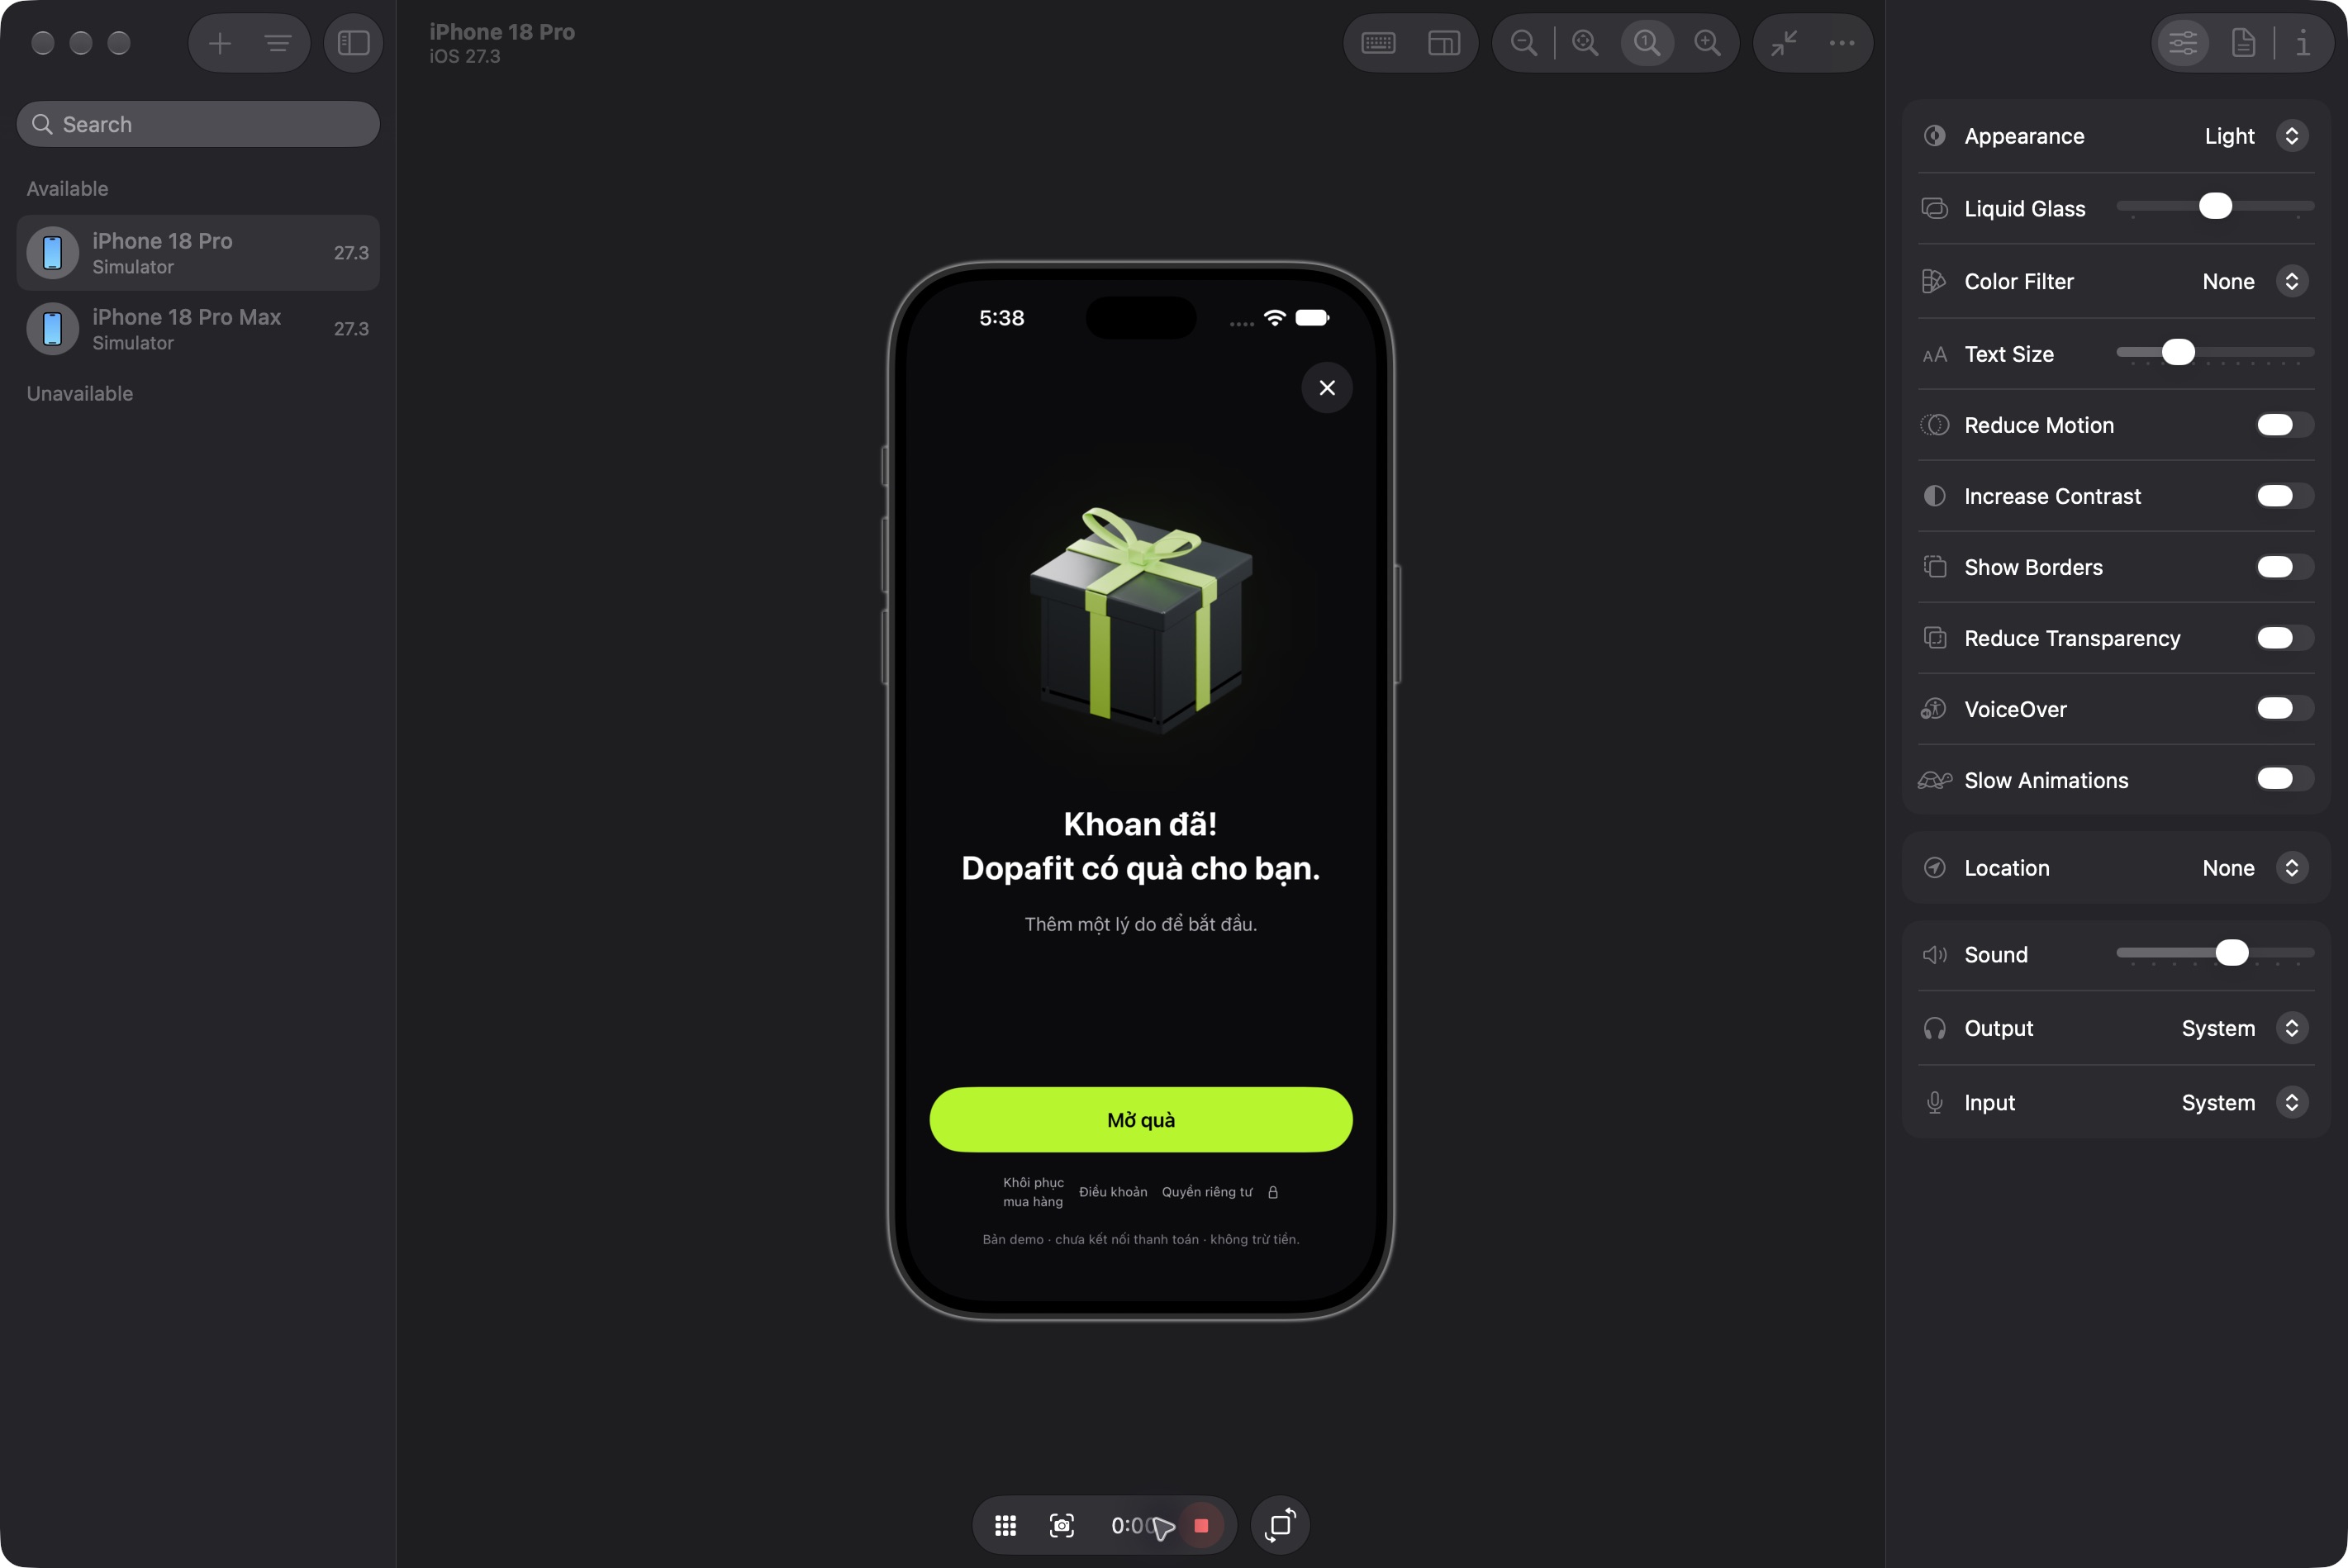 iPhone 18 Pro
iOS 27.3
Search
Available
iPhone 18 Pro
Simulator
27.3
iPhone 18 Pro Max
Simulator
27.3
Unavailable
5:38
Khoan đã!
Dopafit có quà cho bạn.
Thêm một lý do để bắt đầu.
Mở quà
Khôi phục
mua hàng
Điều khoản
Quyền riêng tư
Bản demo · chưa kết nối thanh toán · không trừ tiền.
Appearance
Light
Liquid Glass
Color Filter
None
Text Size
Reduce Motion
Increase Contrast
Show Borders
Reduce Transparency
VoiceOver
Slow Animations
Location
None
Sound
Output
System
Input
System